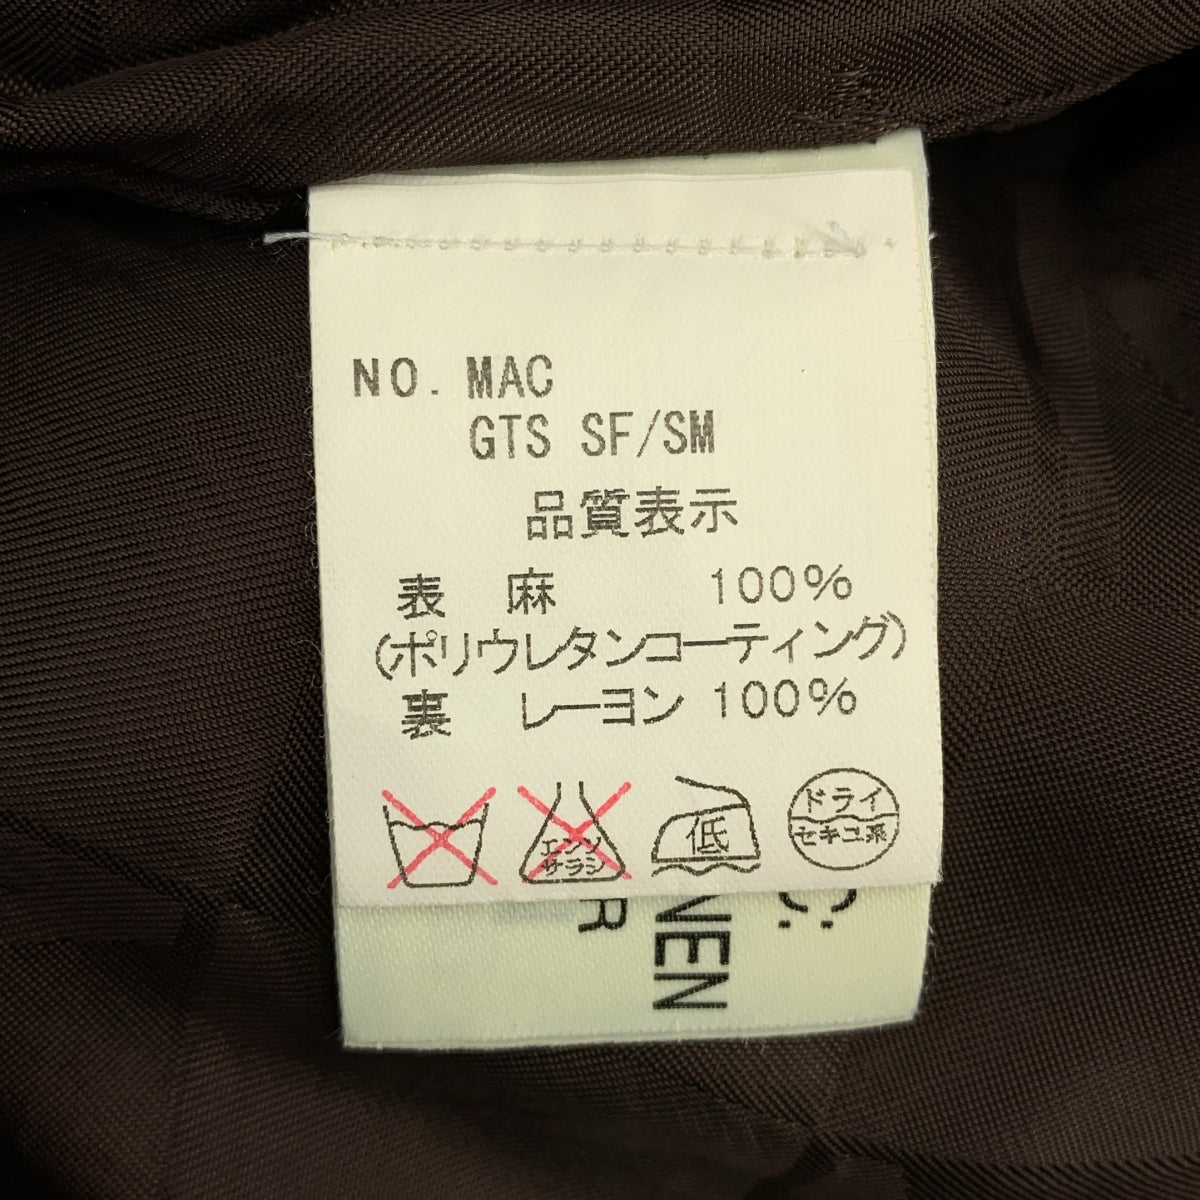 NO. MAC
GTS SF/SM
品質表示
表 麻 100%
(ポリウレタンコーティング)
裏 レーヨン 100%
エンソ
サラシ
低
ドライ
セキユ系